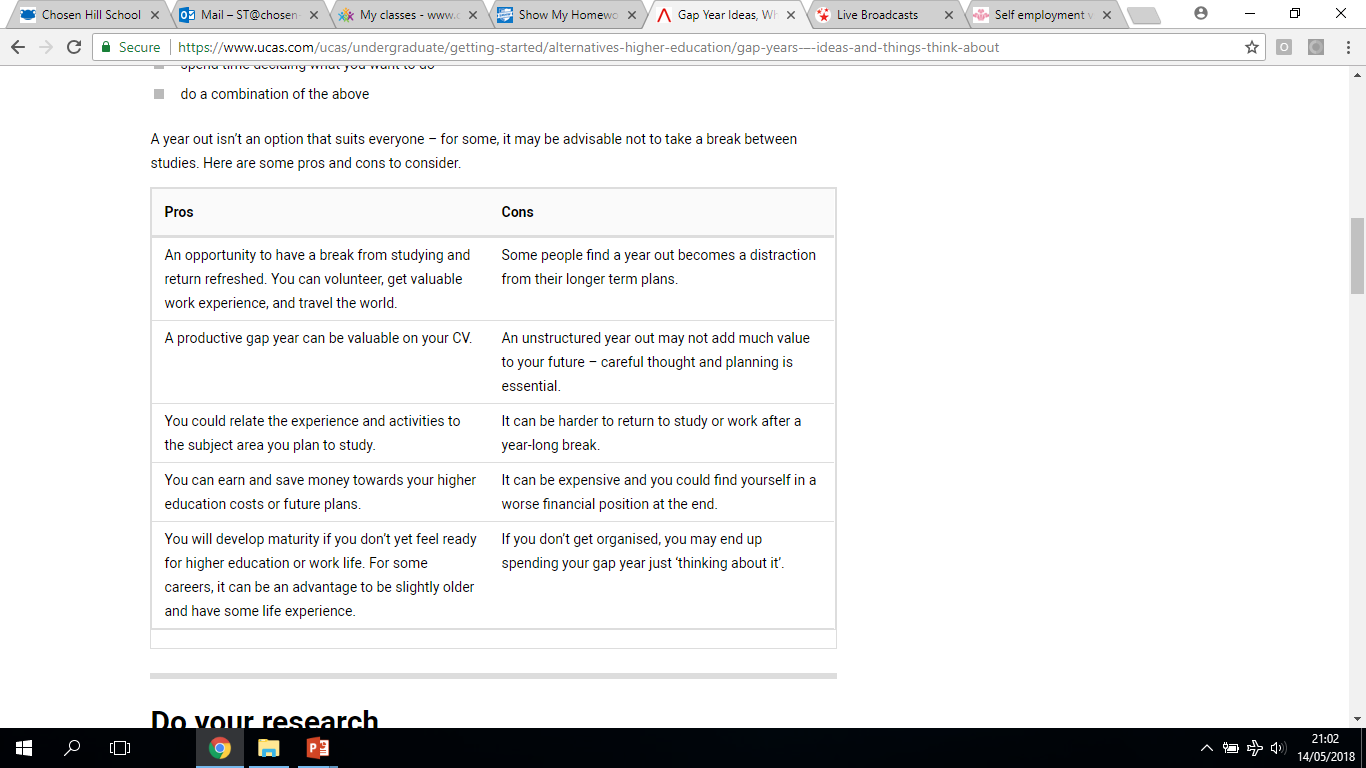 Chosen Hill School
Mail – ST@chosen-
My classes - www.
Show My Homewo
Gap Year Ideas, Wh
Live Broadcasts
Self employment
Secure
https://www.ucas.com/ucas/undergraduate/getting-started/alternatives-higher-education/gap-years-–-ideas-and-things-think-about
spend time deciding what you want to do
do a combination of the above
A year out isn’t an option that suits everyone – for some, it may be advisable not to take a break between
studies. Here are some pros and cons to consider.
Pros
Cons
An opportunity to have a break from studying and
return refreshed. You can volunteer, get valuable
work experience, and travel the world.
Some people find a year out becomes a distraction
from their longer term plans.
A productive gap year can be valuable on your CV.
An unstructured year out may not add much value
to your future – careful thought and planning is
essential.
You could relate the experience and activities to
the subject area you plan to study.
It can be harder to return to study or work after a
year-long break.
You can earn and save money towards your higher
education costs or future plans.
It can be expensive and you could find yourself in a
worse financial position at the end.
You will develop maturity if you don’t yet feel ready
for higher education or work life. For some
careers, it can be an advantage to be slightly older
and have some life experience.
If you don’t get organised, you may end up
spending your gap year just ‘thinking about it’.
Do your research
21:02
14/05/2018